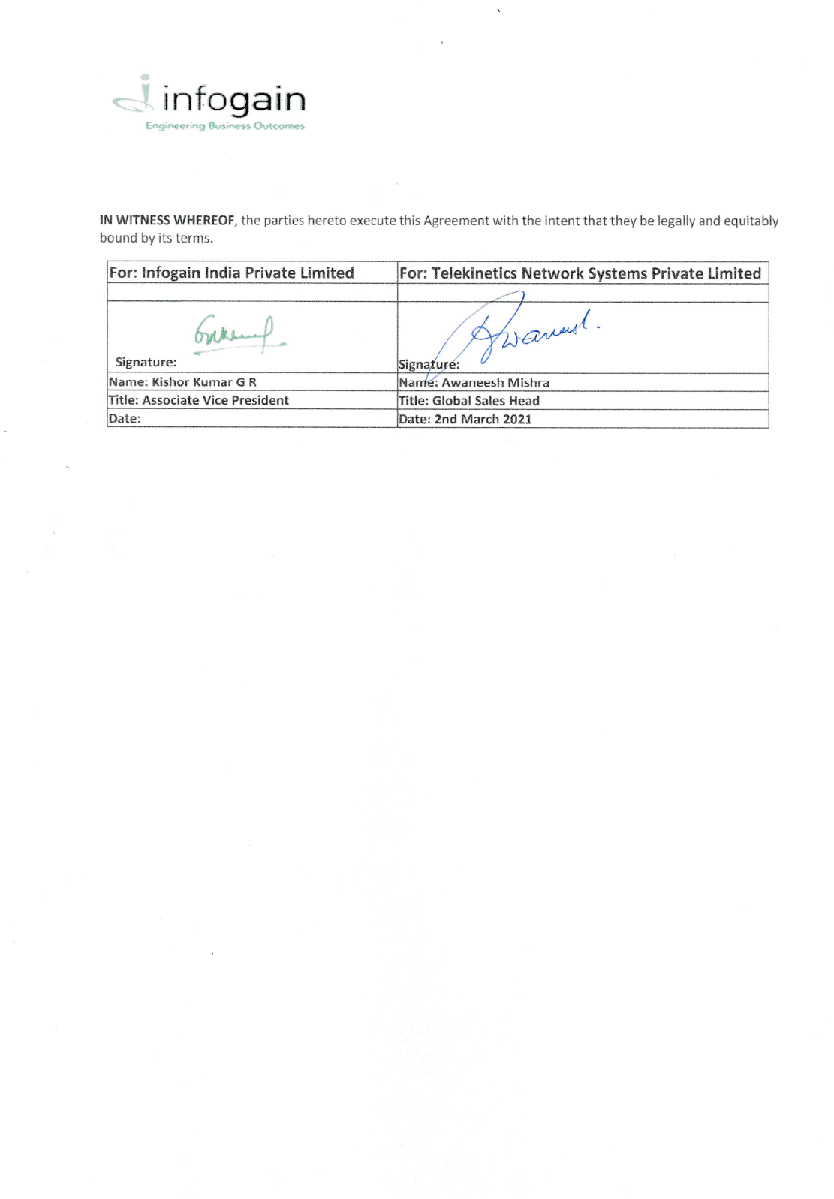 infogain
Engineering Business Outcomes
IN WITNESS WHEREOF, the parties hereto execute this Agreement with the intent that they be legally and equitably
bound by its terms.
For: Infogain India Private Limited
For: Telekinetics Network Systems Private Limited
Signature:
Awaneesh.
Signature:
Name: Kishor Kumar G R
Name: Awaneesh Mishra
Title: Associate Vice President
Title: Global Sales Head
Date:
Date: 2nd March 2021